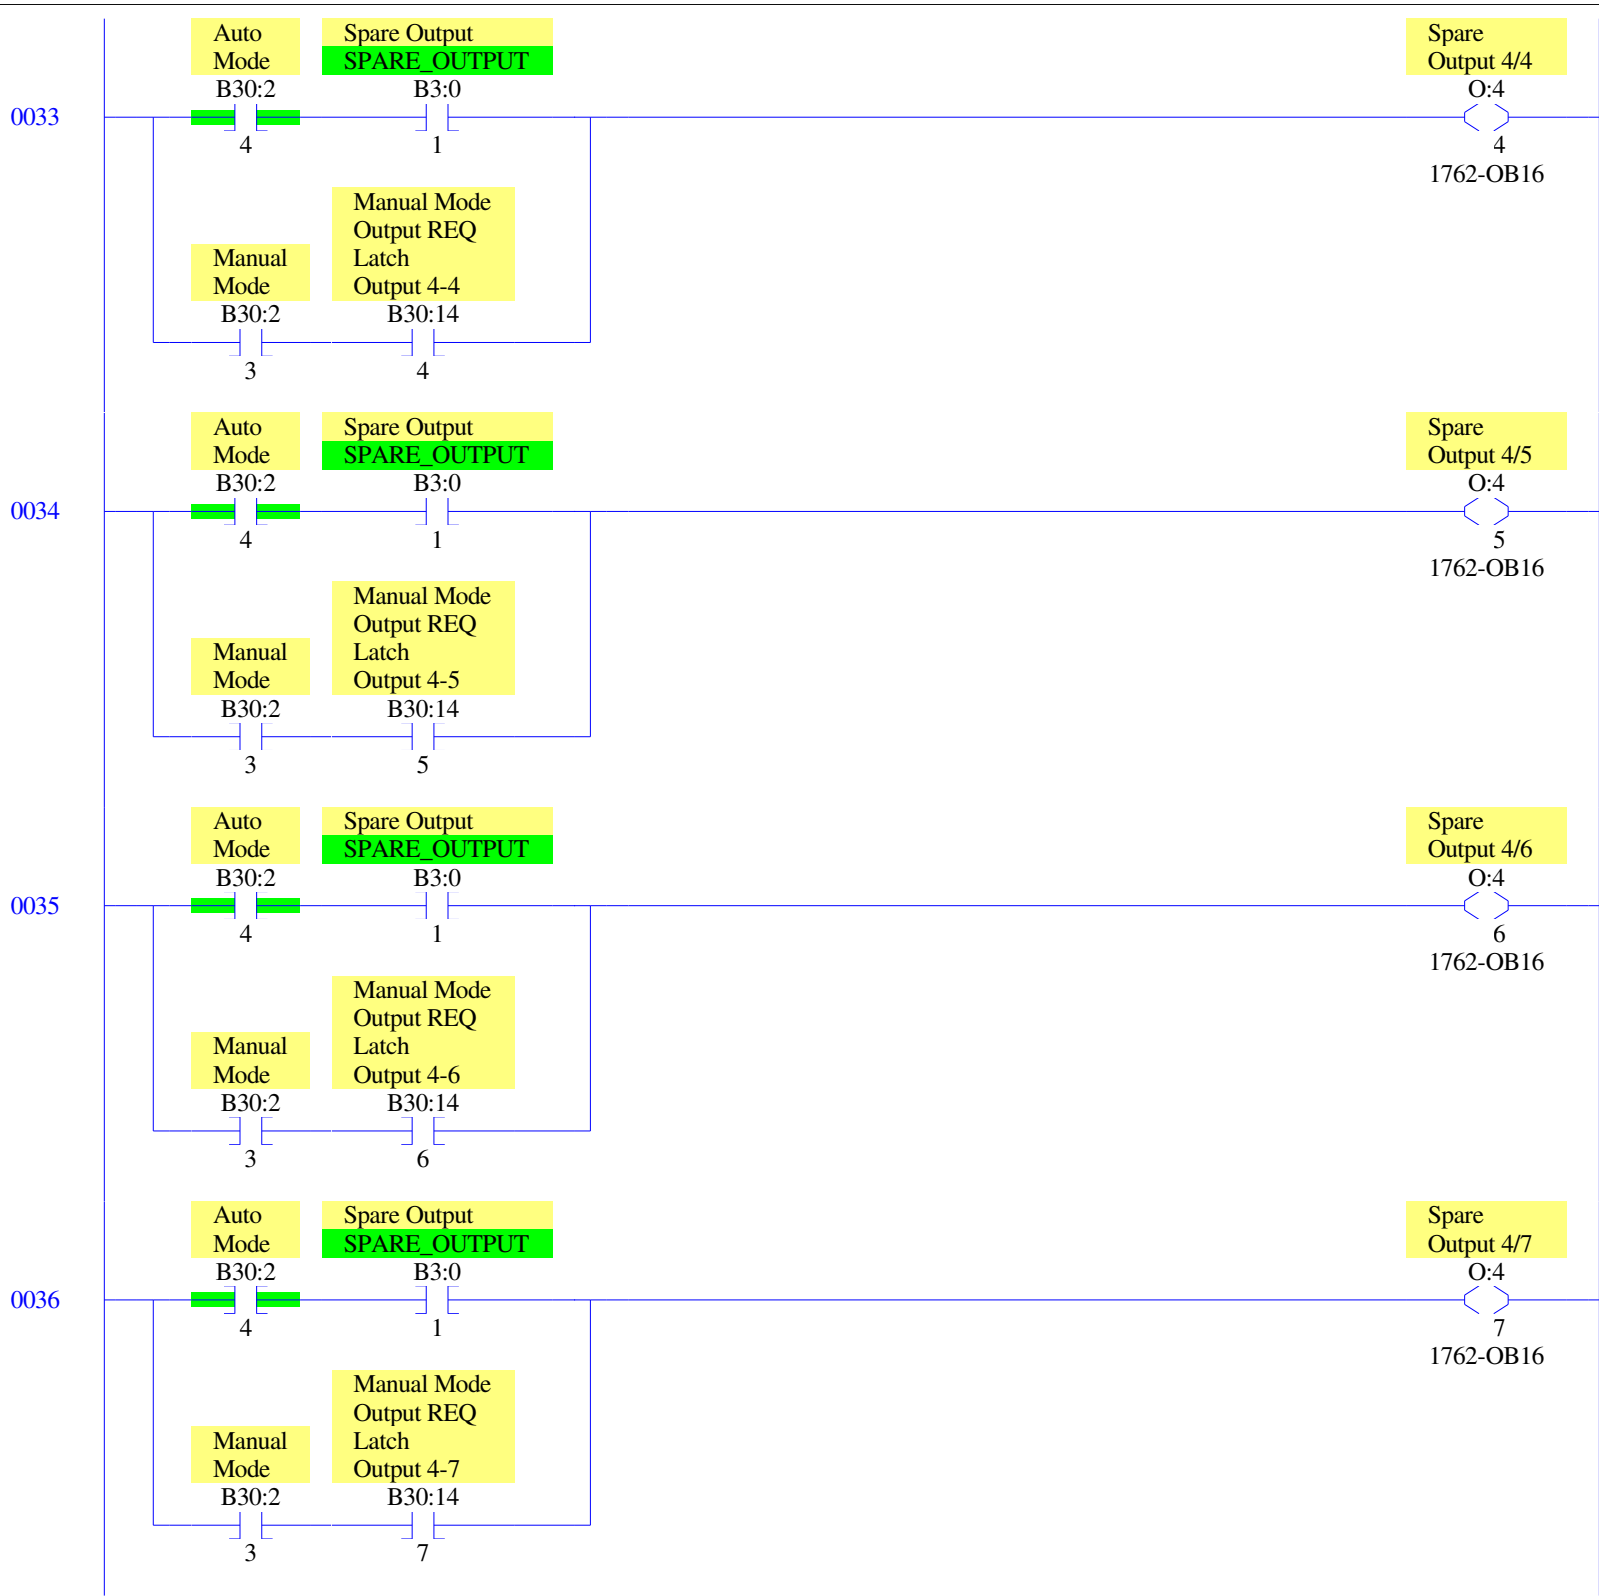 Auto
Mode
B30:2
4
Spare Output
SPARE_OUTPUT
B3:0
1
Spare
Output 4/4
O:4
4
1762-OB16
0033
Manual
Mode
B30:2
3
Manual Mode
Output REQ
Latch
Output 4-4
B30:14
4
Auto
Mode
B30:2
4
Spare Output
SPARE_OUTPUT
B3:0
1
Spare
Output 4/5
O:4
5
1762-OB16
0034
Manual
Mode
B30:2
3
Manual Mode
Output REQ
Latch
Output 4-5
B30:14
5
Auto
Mode
B30:2
4
Spare Output
SPARE_OUTPUT
B3:0
1
Spare
Output 4/6
O:4
6
1762-OB16
0035
Manual
Mode
B30:2
3
Manual Mode
Output REQ
Latch
Output 4-6
B30:14
6
Auto
Mode
B30:2
4
Spare Output
SPARE_OUTPUT
B3:0
1
Spare
Output 4/7
O:4
7
1762-OB16
0036
Manual
Mode
B30:2
3
Manual Mode
Output REQ
Latch
Output 4-7
B30:14
7